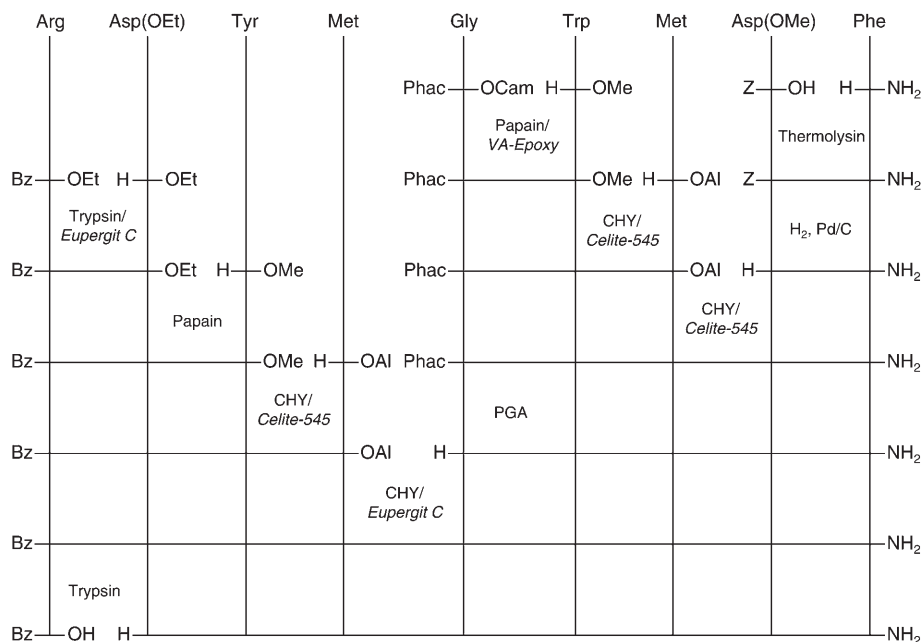 Arg Asp(OEt) Tyr Met Gly Trp Met Asp(OMe) Phe
Phac OCam H OMe Z OH H NH₂
Papain/
VA-Epoxy
Thermolysin
Bz OEt H OEt Phac OMe H OAl Z NH₂
Trypsin/
Eupergit C
CHY/
Celite-545
H₂, Pd/C
Bz OEt H OMe Phac OAl H NH₂
Papain
CHY/
Celite-545
Bz OMe H OAl Phac NH₂
CHY/
Celite-545
PGA
Bz OAl H NH₂
CHY/
Eupergit C
Bz NH₂
Trypsin
Bz OH H NH₂